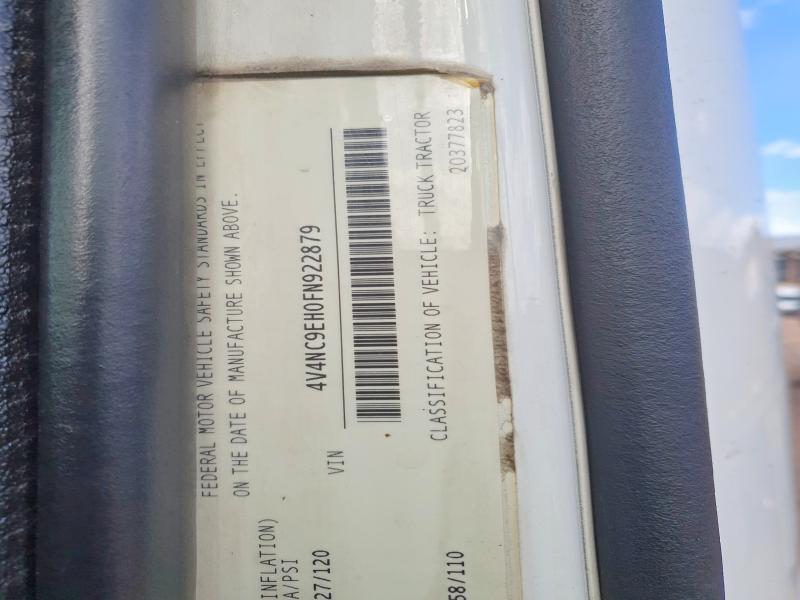 FEDERAL MOTOR VEHICLE SAFETY STANDARDS IN EFFECT
ON THE DATE OF MANUFACTURE SHOWN ABOVE.
INFLATION)
A/PSI
4V4NC9EH0FN922879
27/120
VIN
CLASSIFICATION OF VEHICLE: TRUCK TRACTOR
20377823
58/110